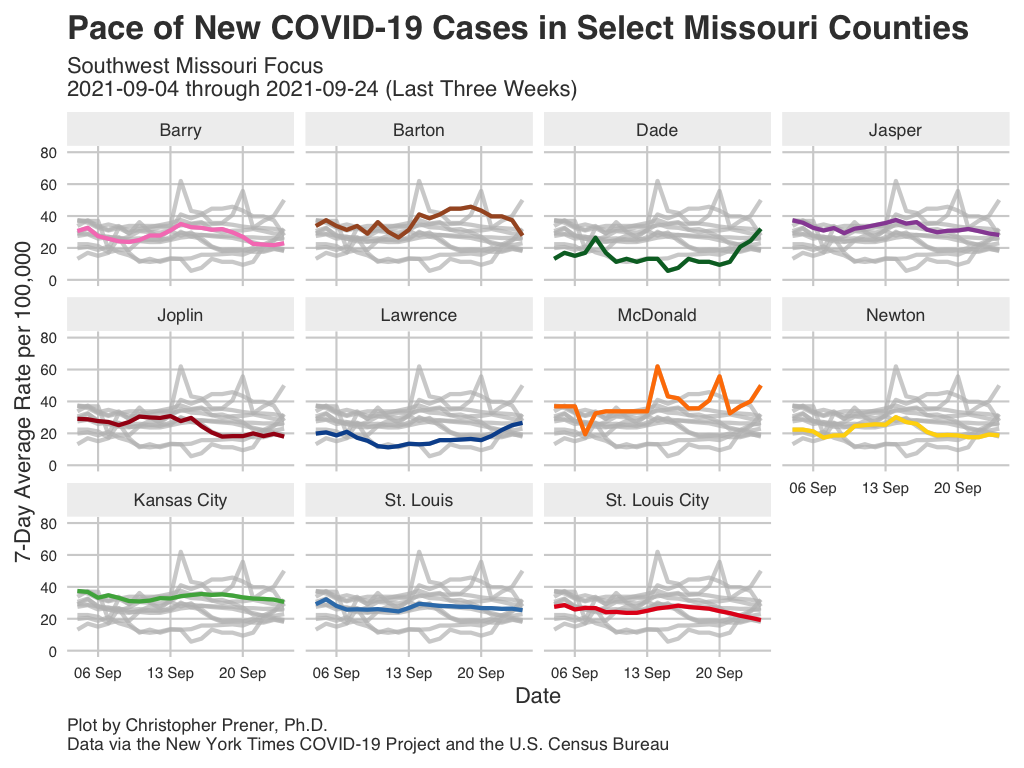 Pace of New COVID-19 Cases in Select Missouri Counties
Southwest Missouri Focus
2021-09-04 through 2021-09-24 (Last Three Weeks)
7-Day Average Rate per 100,000
Barry
Barton
Dade
Jasper
80
60
40
20
0
Joplin
Lawrence
McDonald
Newton
80
60
40
20
0
06 Sep
13 Sep
20 Sep
Kansas City
St. Louis
St. Louis City
80
60
40
20
0
06 Sep
13 Sep
20 Sep
06 Sep
13 Sep
20 Sep
06 Sep
13 Sep
20 Sep
Date
Plot by Christopher Prener, Ph.D.
Data via the New York Times COVID-19 Project and the U.S. Census Bureau